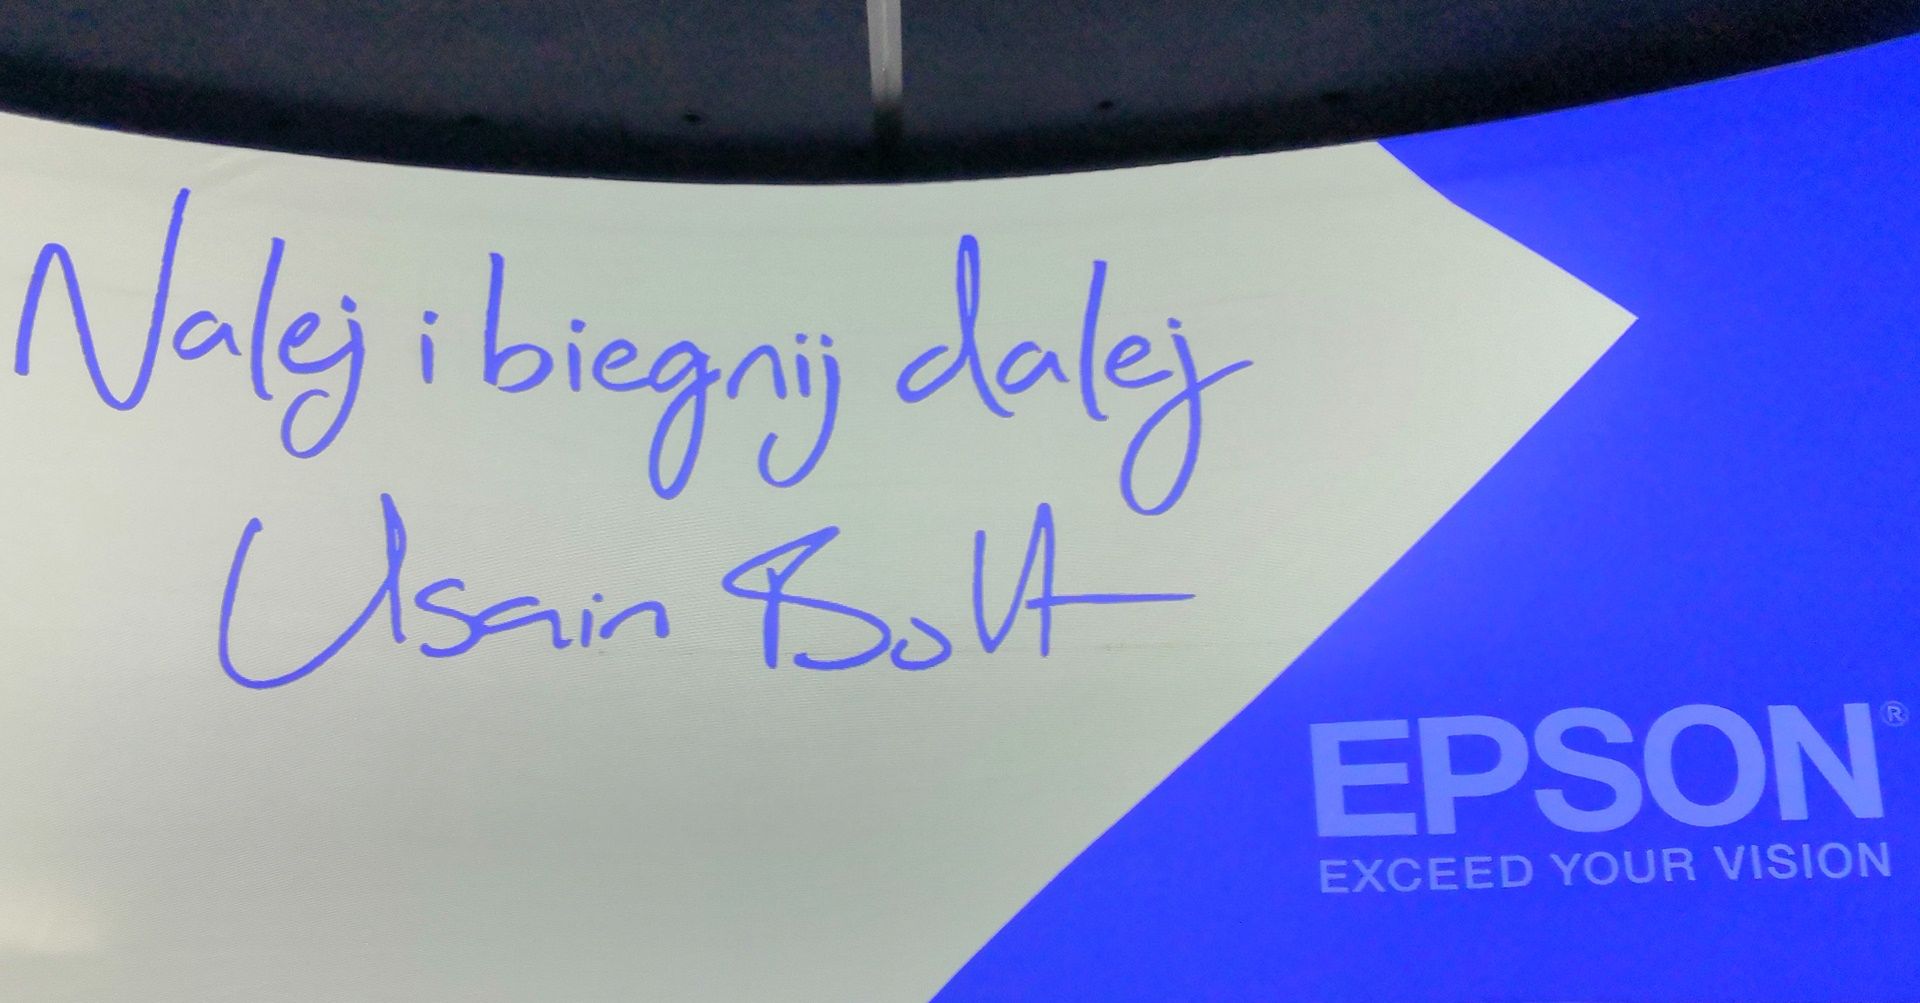 Nalej i biegnij dalej
Usain Bolt
EPSON®
EXCEED YOUR VISION